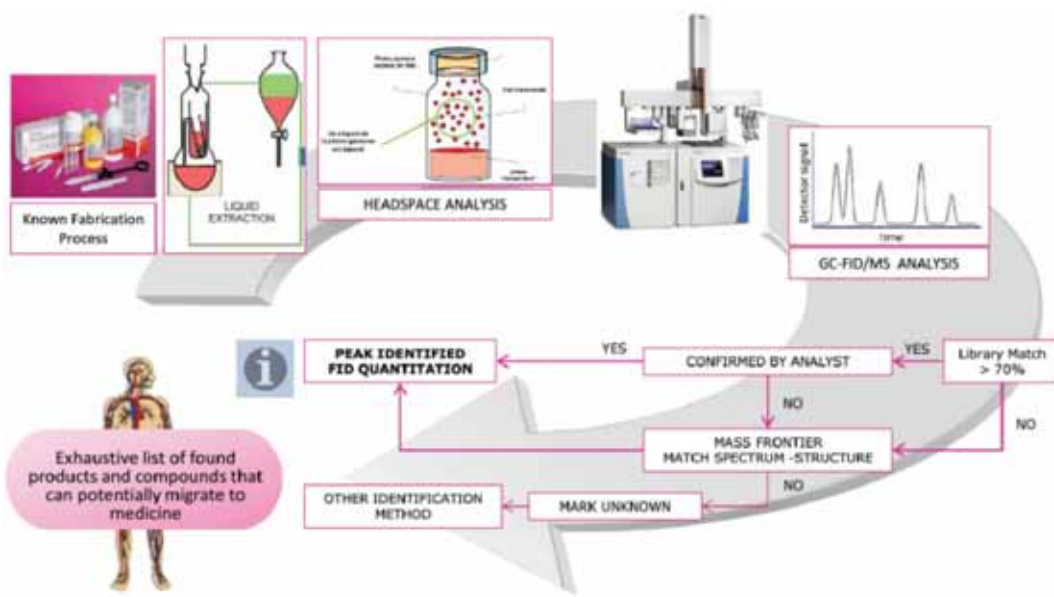 Known Fabrication
Process
LIQUID
EXTRACTION
HEADSPACE ANALYSIS
Detector Signal
Time
GC-FID/MS ANALYSIS
PEAK IDENTIFIED
FID QUANTITATION
YES
CONFIRMED BY ANALYST
YES
Library Match
> 70%
NO
NO
MASS FRONTIER
MATCH SPECTRUM -STRUCTURE
NO
OTHER IDENTIFICATION
METHOD
MARK UNKNOWN
Exhaustive list of found
products and compounds that
can potentially migrate to
medicine